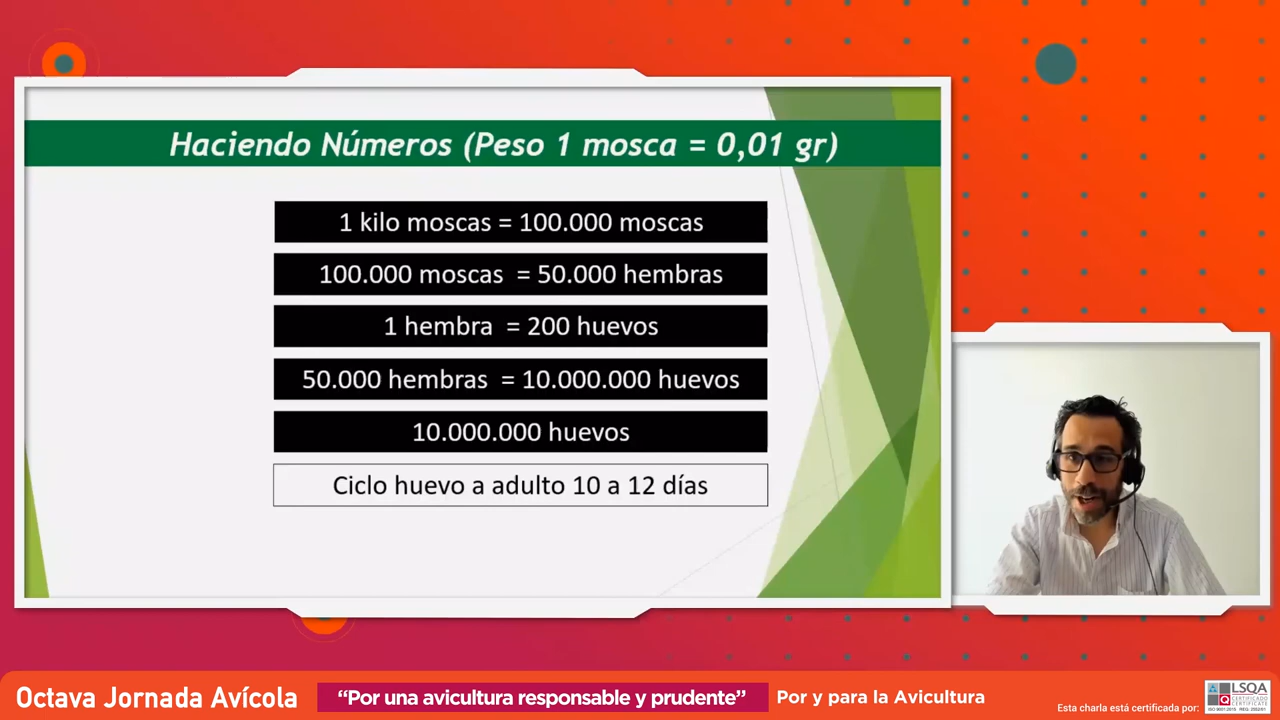 Haciendo Números (Peso 1 mosca = 0,01 gr)
1 kilo moscas = 100.000 moscas
100.000 moscas = 50.000 hembras
1 hembra = 200 huevos
50.000 hembras = 10.000.000 huevos
10.000.000 huevos
Ciclo huevo a adulto 10 a 12 días
Octava Jornada Avícola
“Por una avicultura responsable y prudente”
Por y para la Avicultura
Esta charla está certificada por:
LSQA
CERTIFICADO
CERTIFICATE